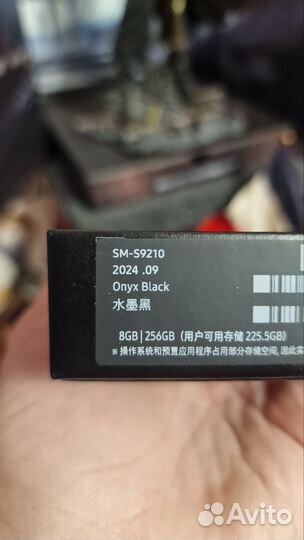 SM-S9210
2024 .09
Onyx Black
水墨黑
8GB | 256GB（用户可用存储 225.5GB）
※ 操作系统和预置应用程序占用部分存储空间, 因此实
Avito